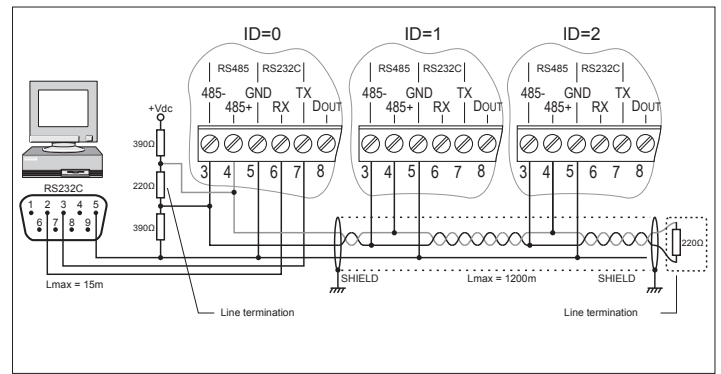 ID=0 ID=1 ID=2
RS485 RS232C RS485 RS232C RS485 RS232C
485- GND TX 485- GND TX 485- GND TX
485+ RX DOUT 485+ RX DOUT 485+ RX DOUT
+Vdc
390Ω
3 4 5 6 7 8 3 4 5 6 7 8 3 4 5 6 7 8
220Ω
RS232C
1 2 3 4 5
6 7 8 9
390Ω
220Ω
Lmax = 15m
SHIELD Lmax = 1200m SHIELD
Line termination Line termination